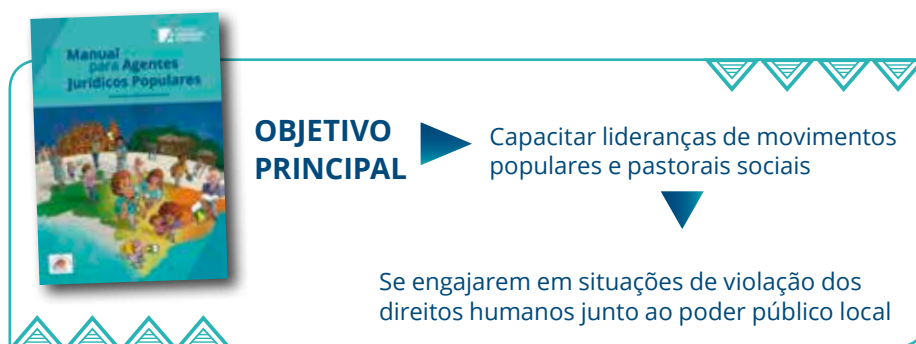 Manual
para Agentes
Jurídicos Populares
OBJETIVO
PRINCIPAL
Capacitar lideranças de movimentos
populares e pastorais sociais
Se engajarem em situações de violação dos
direitos humanos junto ao poder público local